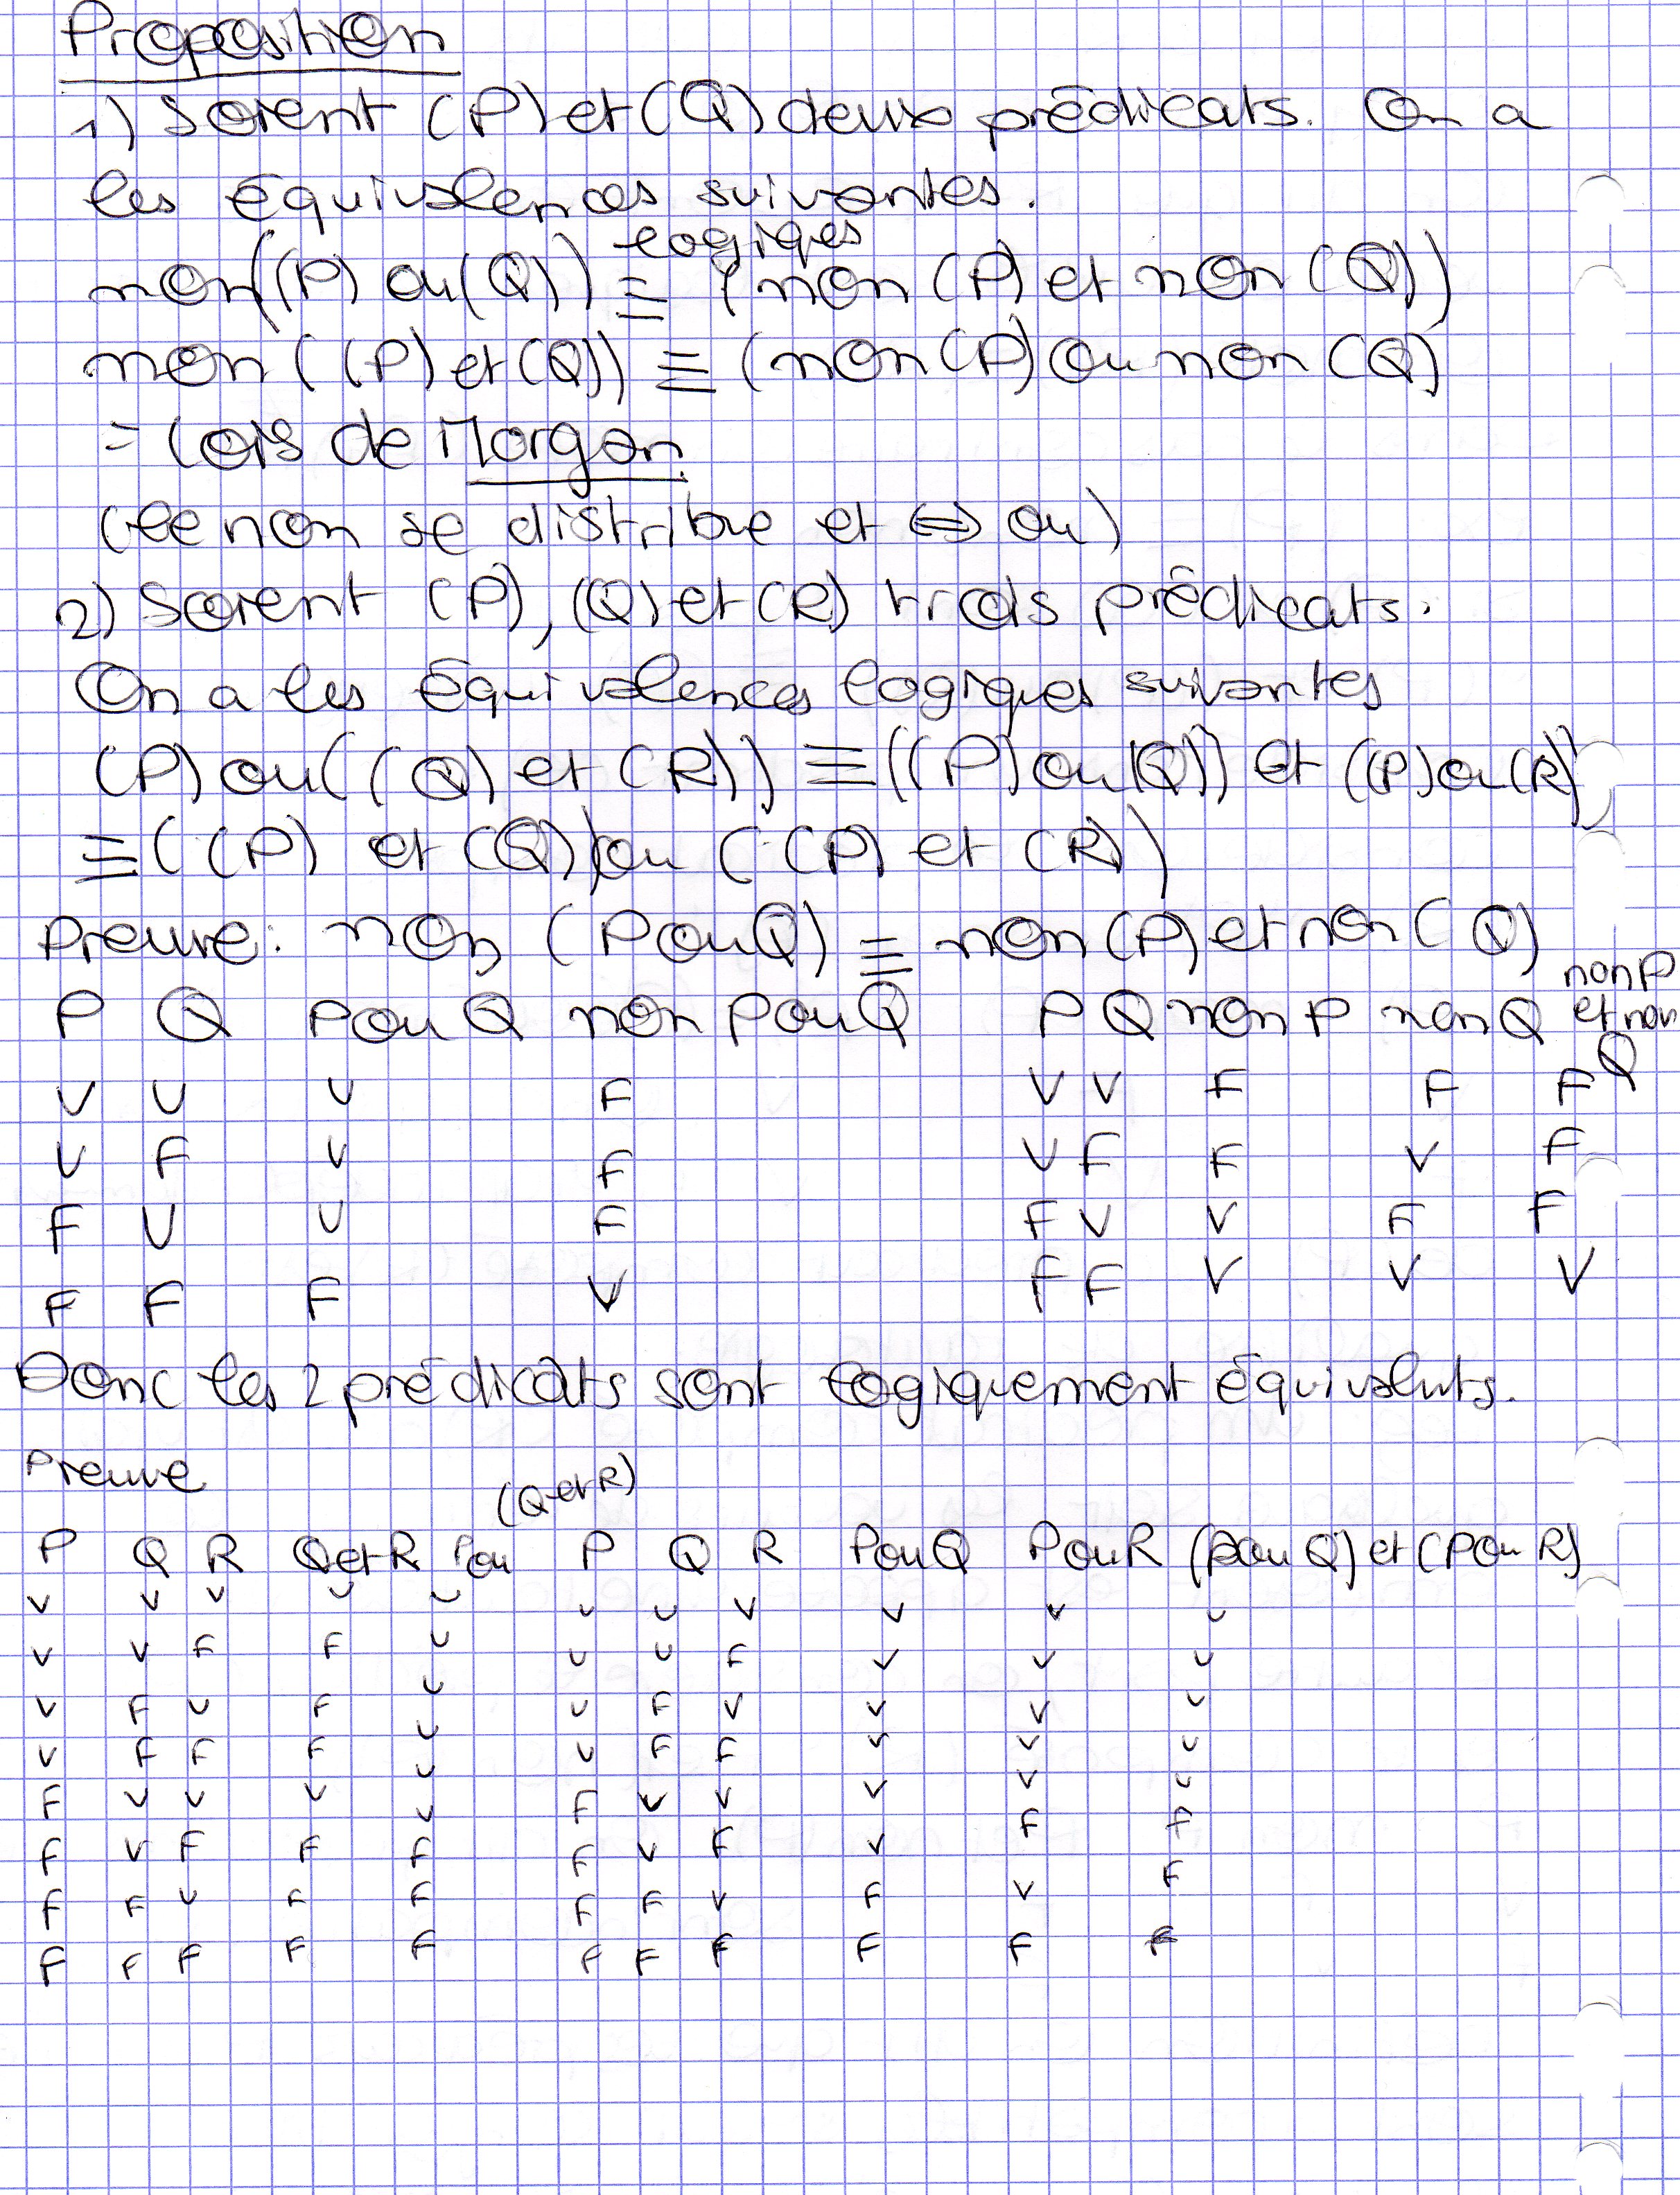 Proposition
1) Soient (P) et (Q) deux prédicats. On a
les équivalences suivantes.
logiqes
non((P) ou (Q)) ≡ (non (P) et non (Q))
non ((P) et (Q)) ≡ (non (P) ou non (Q)
= Lois de Morgan.
(le non se distribue et ⇔ ou)
2) Soient (P), (Q) et (R) trois prédicats.
On a les équivalences logiques suivantes
(P) ou ((Q) et (R)) ≡ ((P) ou (Q)) et ((P) ou (R))
≡ ((P) et (Q)) ou ((P) et (R))
Preuve: non (P ou Q) ≡ non (P) et non (Q)
P Q P ou Q non P ou Q P Q non P non Q non P et non Q
V V V F V V F F F
V F V F V F F V F
F V V F F V V F F
F F F V F F V V V
Donc les 2 prédicats sont logiquement équivalents.
Preuve
P Q R Q et R P ou (Q et R) P Q R P ou Q P ou R (P ou Q) et (P ou R)
V V V V V V V V V V V
V V F F V V V F V V V
V F V F V V F V V V V
V F F F V V F F V V V
F V V V V F V V V V V
F V F F F F V F V F F
F F V F F F F V F V F
F F F F F F F F F F F